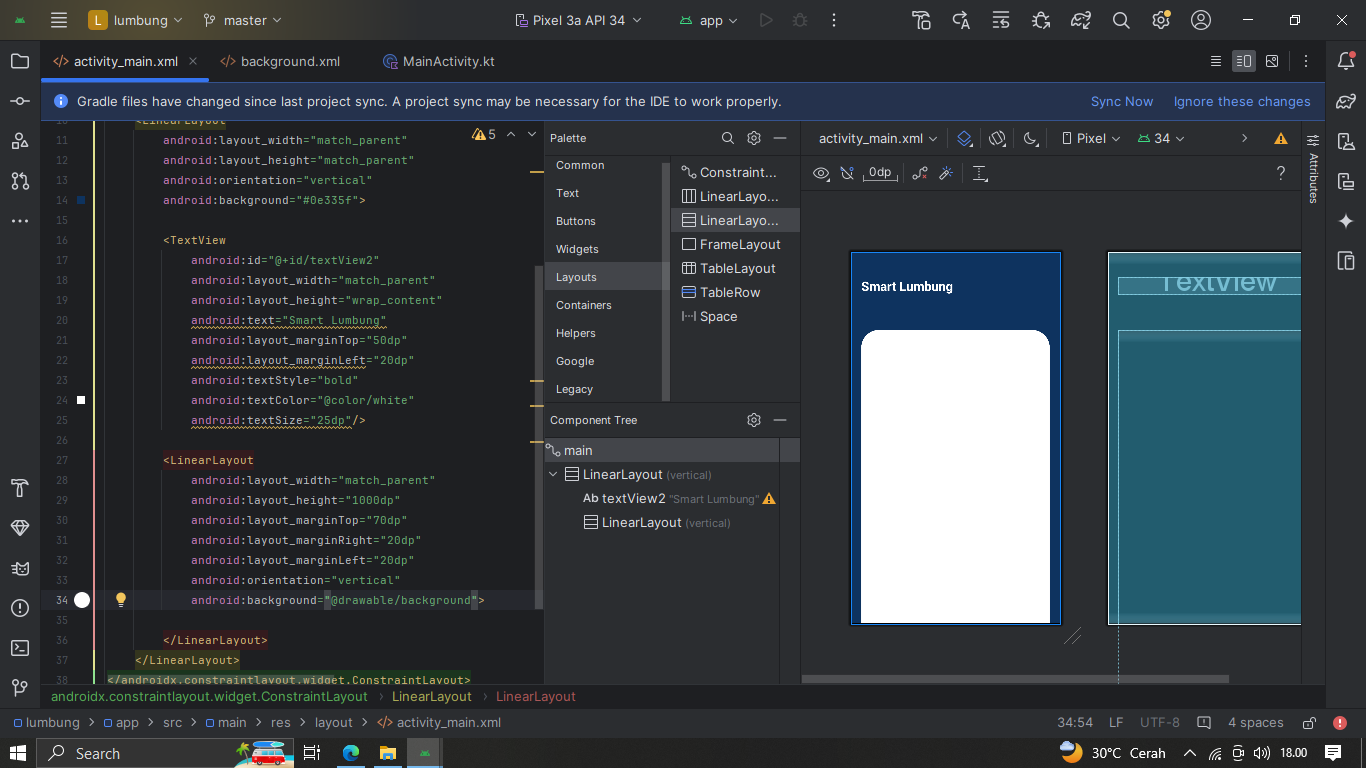 L lumbung master Pixel 3a API 34 app
activity_main.xml background.xml MainActivity.kt
Gradle files have changed since last project sync. A project sync may be necessary for the IDE to work properly. Sync Now Ignore these changes
<LinearLayout
11 android:layout_width="match_parent"
12 android:layout_height="match_parent"
13 android:orientation="vertical"
14 android:background="#0e335f">
15
16 <TextView
17 android:id="@+id/textView2"
18 android:layout_width="match_parent"
19 android:layout_height="wrap_content"
20 android:text="Smart Lumbung"
21 android:layout_marginTop="50dp"
22 android:layout_marginLeft="20dp"
23 android:textStyle="bold"
24 android:textColor="@color/white"
25 android:textSize="25dp"/>
26
27 <LinearLayout
28 android:layout_width="match_parent"
29 android:layout_height="1000dp"
30 android:layout_marginTop="70dp"
31 android:layout_marginRight="20dp"
32 android:layout_marginLeft="20dp"
33 android:orientation="vertical"
34 android:background="@drawable/background">
35
36 </LinearLayout>
37 </LinearLayout>
38 </androidx.constraintlayout.widget.ConstraintLayout>
5
Palette
Common
Text
Buttons
Widgets
Layouts
Containers
Helpers
Google
Legacy
Constraint...
LinearLayo...
LinearLayo...
FrameLayout
TableLayout
TableRow
Space
Component Tree
main
LinearLayout (vertical)
Ab textView2 "Smart Lumbung"
LinearLayout (vertical)
activity_main.xml Pixel 34
0dp ?
Smart Lumbung
TextView
Attributes
androidx.constraintlayout.widget.ConstraintLayout LinearLayout LinearLayout
lumbung app src main res layout activity_main.xml 34:54 LF UTF-8 4 spaces
Search 30°C Cerah 18.00